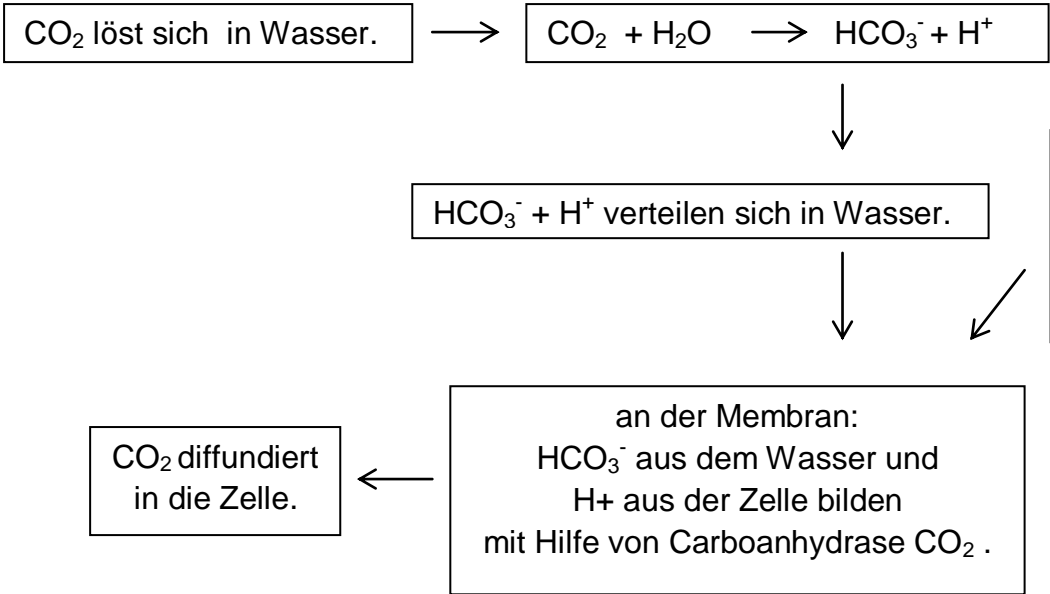 CO₂ löst sich in Wasser.
CO₂ + H₂O → HCO₃⁻ + H⁺
HCO₃⁻ + H⁺ verteilen sich in Wasser.
an der Membran:
HCO₃⁻ aus dem Wasser und
H+ aus der Zelle bilden
mit Hilfe von Carboanhydrase CO₂ .
CO₂ diffundiert
in die Zelle.